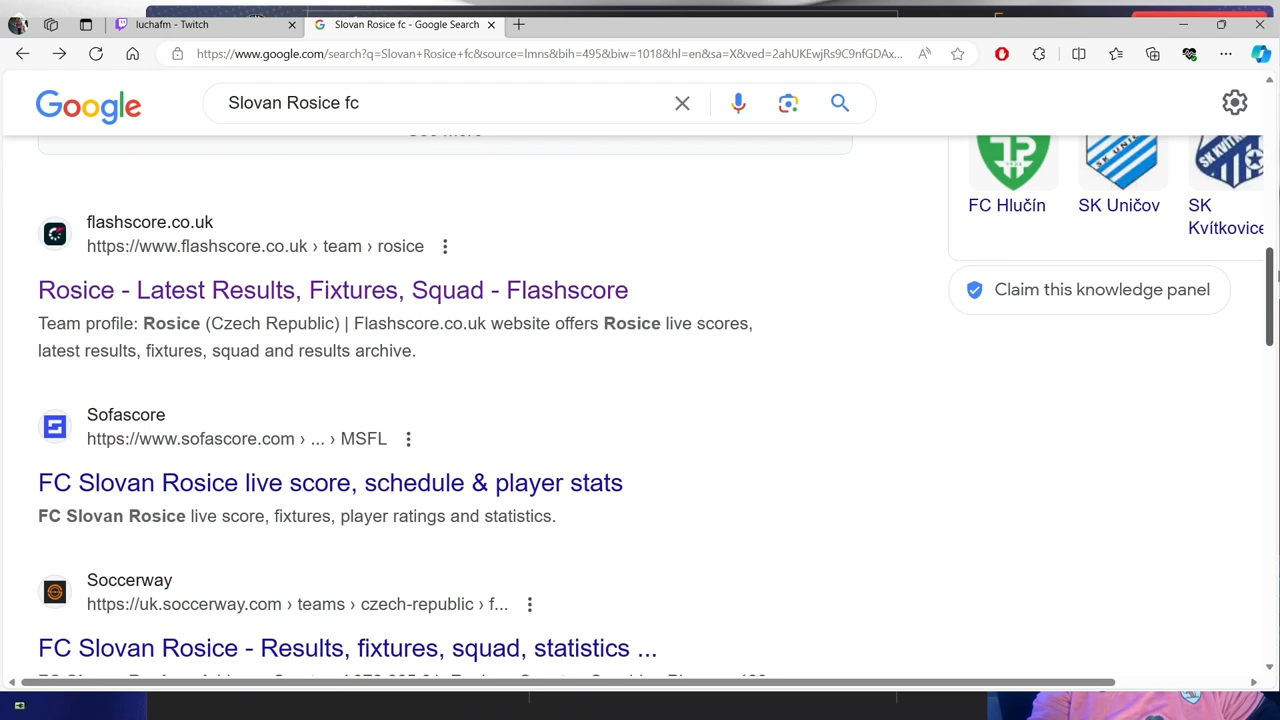 luchafm - Twitch
Slovan Rosice fc - Google Search
https://www.google.com/search?q=Slovan+Rosice+fc&source=lmns&bih=495&biw=1018&hl=en&sa=X&ved=2ahUKEwjRs9C9nfGDAx...
Google
Slovan Rosice fc
FC Hlučín
SK Uničov
SK
Kvítkovice
Claim this knowledge panel
flashscore.co.uk
https://www.flashscore.co.uk › team › rosice
Rosice - Latest Results, Fixtures, Squad - Flashscore
Team profile: Rosice (Czech Republic) | Flashscore.co.uk website offers Rosice live scores,
latest results, fixtures, squad and results archive.
Sofascore
https://www.sofascore.com › ... › MSFL
FC Slovan Rosice live score, schedule & player stats
FC Slovan Rosice live score, fixtures, player ratings and statistics.
Soccerway
https://uk.soccerway.com › teams › czech-republic › f...
FC Slovan Rosice - Results, fixtures, squad, statistics ...